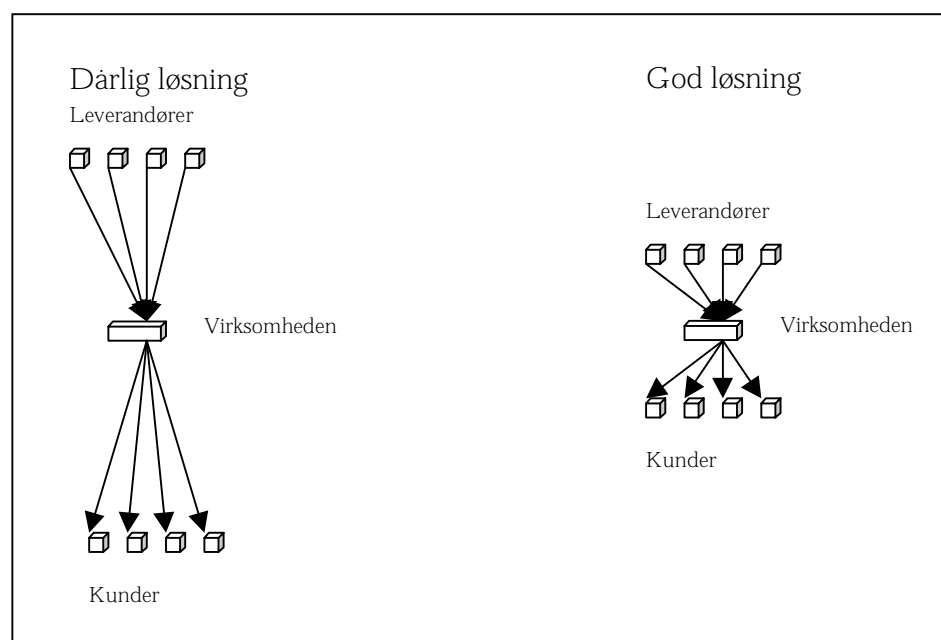 Dårlig løsning
Leverandører
Virksomheden
Kunder
God løsning
Leverandører
Virksomheden
Kunder